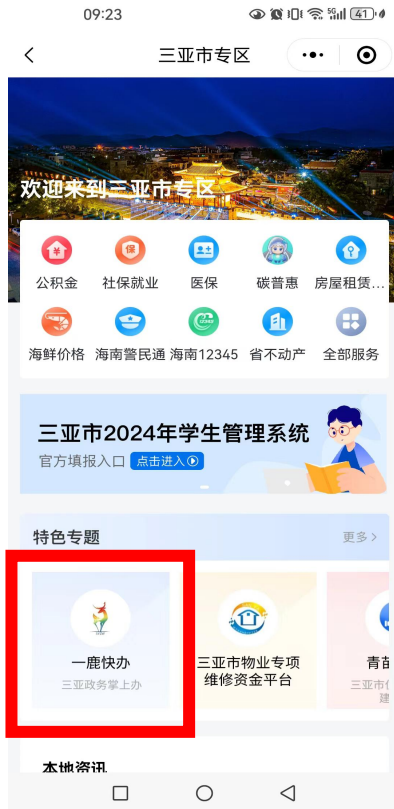 09:23
5G
41
三亚市专区
欢迎来到三亚市专区
公积金
社保就业
医保
碳普惠
房屋租赁...
海鲜价格
海南警民通
海南12345
省不动产
全部服务
三亚市2024年学生管理系统
官方填报入口 点击进入
特色专题
更多
一鹿快办
三亚政务掌上办
三亚市物业专项
维修资金平台
青苗
三亚市
建
本地资讯